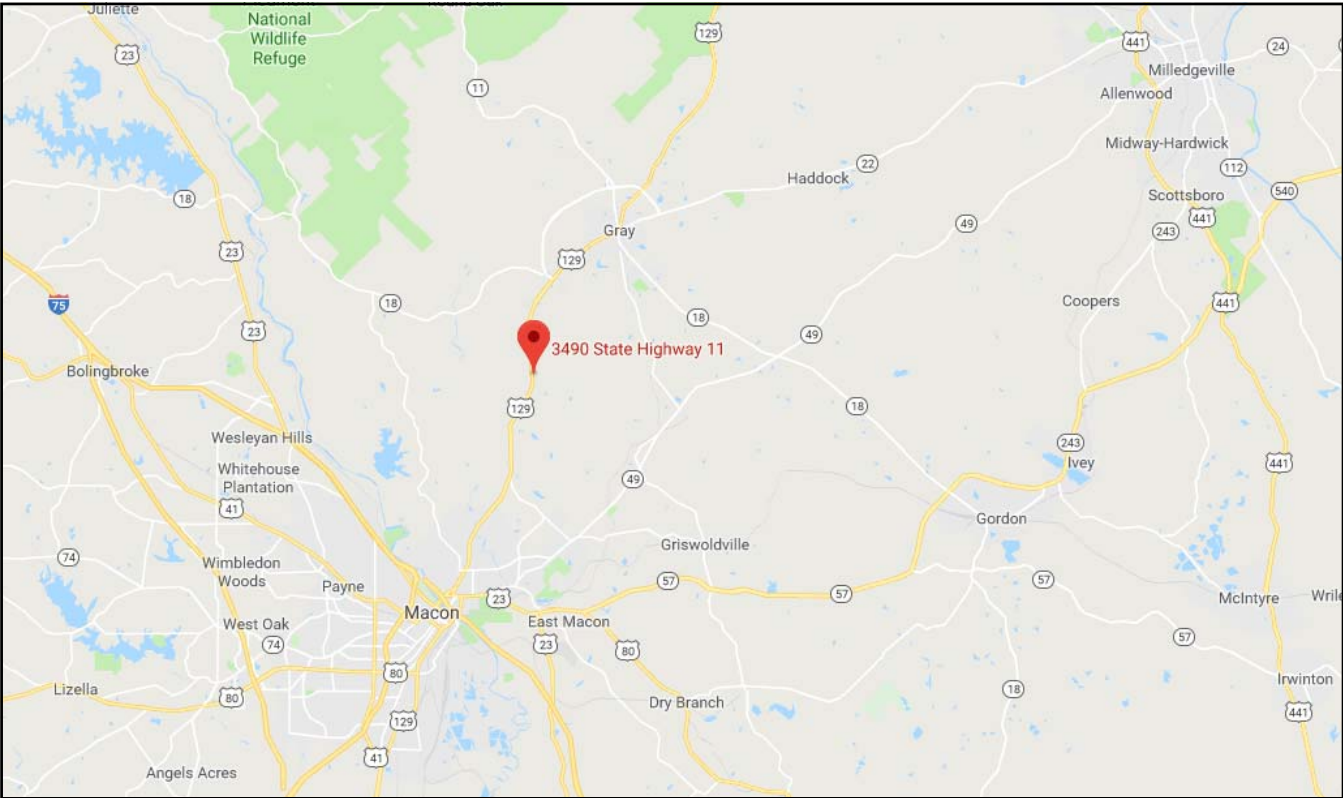 Juliette
National
Wildlife
Refuge
129
441
24
23
Milledgeville
11
Allenwood
Midway-Hardwick
22
112
Haddock
18
540
Scottsboro
441
49
243
Gray
23
129
75
18
441
Coopers
18
23
49
3490 State Highway 11
Bolingbroke
129
18
Wesleyan Hills
243
Ivey
441
Whitehouse
Plantation
49
41
Gordon
Griswoldville
74
Wimbledon
Woods
Payne
57
57
57
23
McIntyre
Macon
East Macon
West Oak
57
74
23
80
80
Irwinton
Lizella
80
18
Dry Branch
441
129
41
Angels Acres